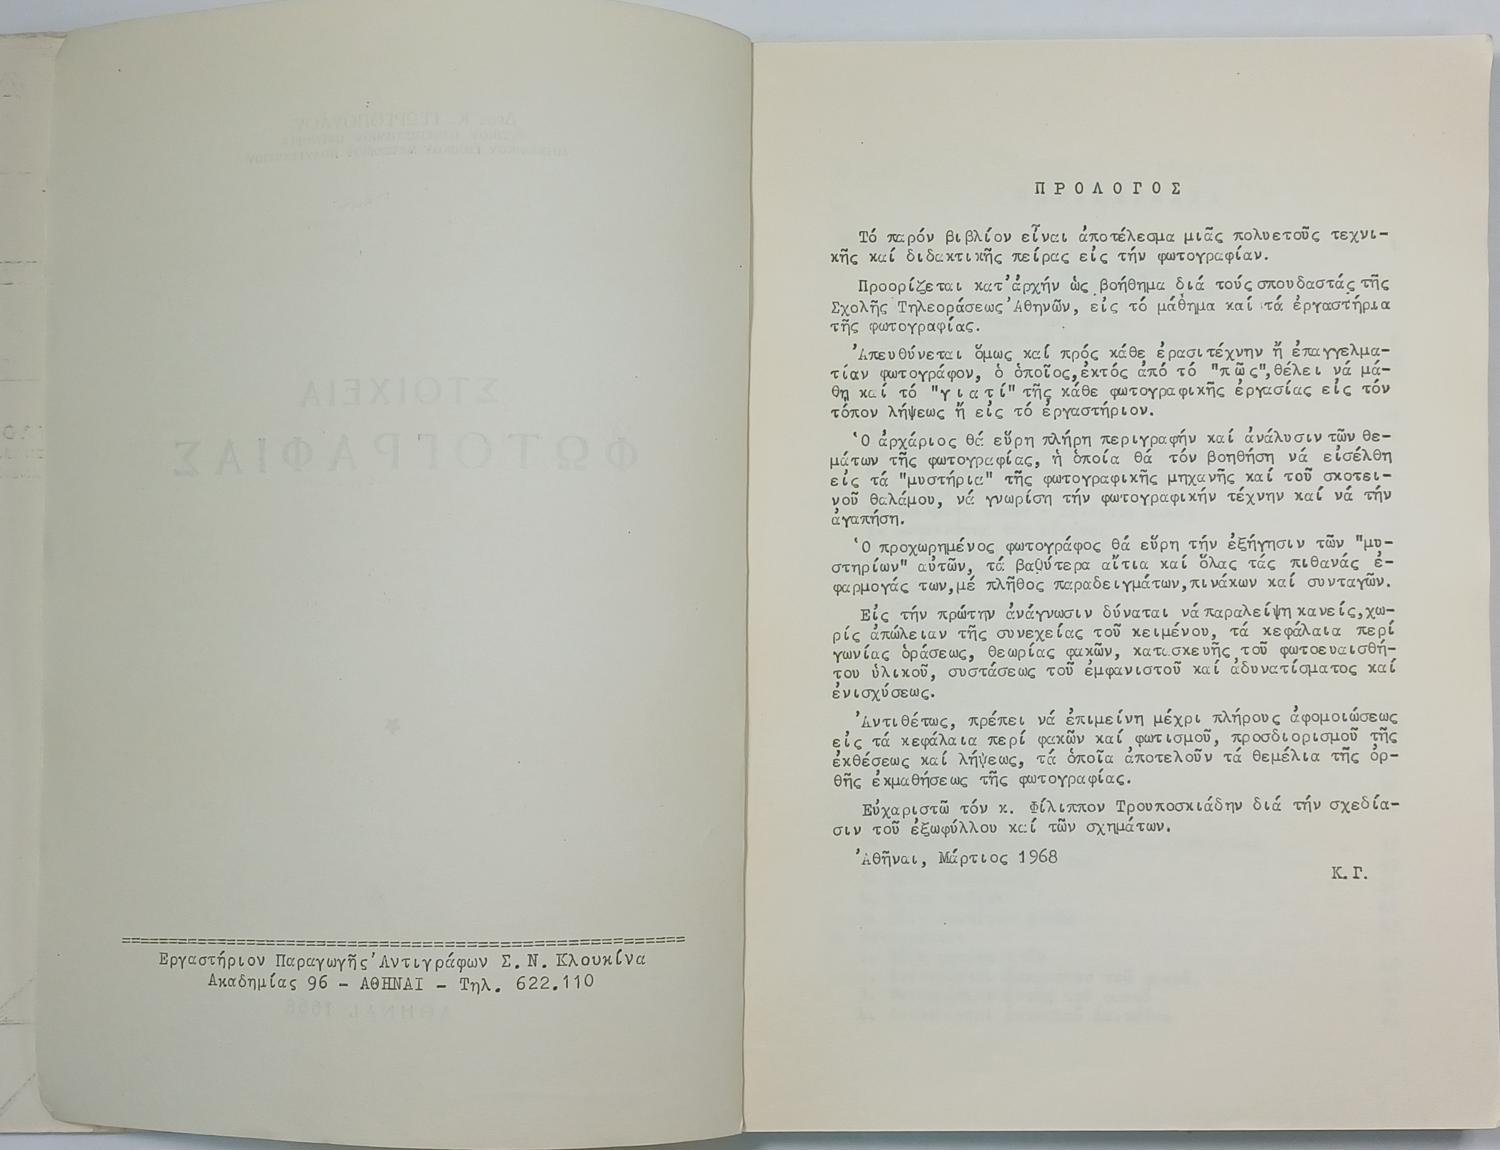 Εργαστήριον Παραγωγῆς Ἀντιγράφων Σ. Ν. Κλουκίνα
Ακαδημίας 96 – ΑΘΗΝΑΙ – Τηλ. 622.110
ΠΡΟΛΟΓΟΣ
Τό παρόν βιβλίον εἶναι ἀποτέλεσμα μιᾶς πολυετοῦς τεχνι-
κῆς καί διδακτικῆς πείρας εἰς τήν φωτογραφίαν.
Προορίζεται κατ' ἀρχήν ὡς βοήθημα διά τούς σπουδαστάς τῆς
Σχολῆς Τηλεοράσεως Ἀθηνῶν, εἰς τό μάθημα καί τά ἐργαστήρια
τῆς φωτογραφίας.
Ἀπευθύνεται ὅμως καί πρός κάθε ἐρασιτέχνην ἤ ἐπαγγελμα-
τίαν φωτογράφον, ὁ ὁποῖος, ἐκτός ἀπό τό "πῶς", θέλει νά μά-
θη καί τό "γιατί" τῆς κάθε φωτογραφικῆς ἐργασίας εἰς τόν
τόπον λήψεως ἤ εἰς τό ἐργαστήριον.
Ὁ ἀρχάριος θά εὕρη πλήρη περιγραφήν καί ἀνάλυσιν τῶν θε-
μάτων τῆς φωτογραφίας, ἡ ὁποία θά τόν βοηθήση νά εἰσέλθη
εἰς τά "μυστήρια" τῆς φωτογραφικῆς μηχανῆς καί τοῦ σκοτει-
νοῦ θαλάμου, νά γνωρίση τήν φωτογραφικήν τέχνην καί νά τήν
ἀγαπήση.
Ὁ προχωρημένος φωτογράφος θά εὕρη τήν ἐξήγησιν τῶν "μυ-
στηρίων" αὐτῶν, τά βαθύτερα αἴτια καί ὅλας τάς πιθανάς ἐ-
φαρμογάς των, μέ πλῆθος παραδειγμάτων, πινάκων καί συνταγῶν.
Εἰς τήν πρώτην ἀνάγνωσιν δύναται νά παραλείψη κανείς, χω-
ρίς ἀπώλειαν τῆς συνεχείας τοῦ κειμένου, τά κεφάλαια περί
γωνίας ὁράσεως, θεωρίας φακῶν, κατασκευῆς τοῦ φωτοευαισθή-
του ὑλικοῦ, συστάσεως τοῦ ἐμφανιστοῦ καί ἀδυνατίσματος καί
ἐνισχύσεως.
Ἀντιθέτως, πρέπει νά ἐπιμείνη μέχρι πλήρους ἀφομοιώσεως
εἰς τά κεφάλαια περί φακῶν καί φωτισμοῦ, προσδιορισμοῦ τῆς
ἐκθέσεως καί λήψεως, τά ὁποῖα ἀποτελοῦν τά θεμέλια τῆς ὀρ-
θῆς ἐκμαθήσεως τῆς φωτογραφίας.
Εὐχαριστῶ τόν κ. Φίλιππον Τρουποσκιάδην διά τήν σχεδία-
σιν τοῦ ἐξωφύλλου καί τῶν σχημάτων.
Ἀθῆναι, Μάρτιος 1968
Κ.Γ.